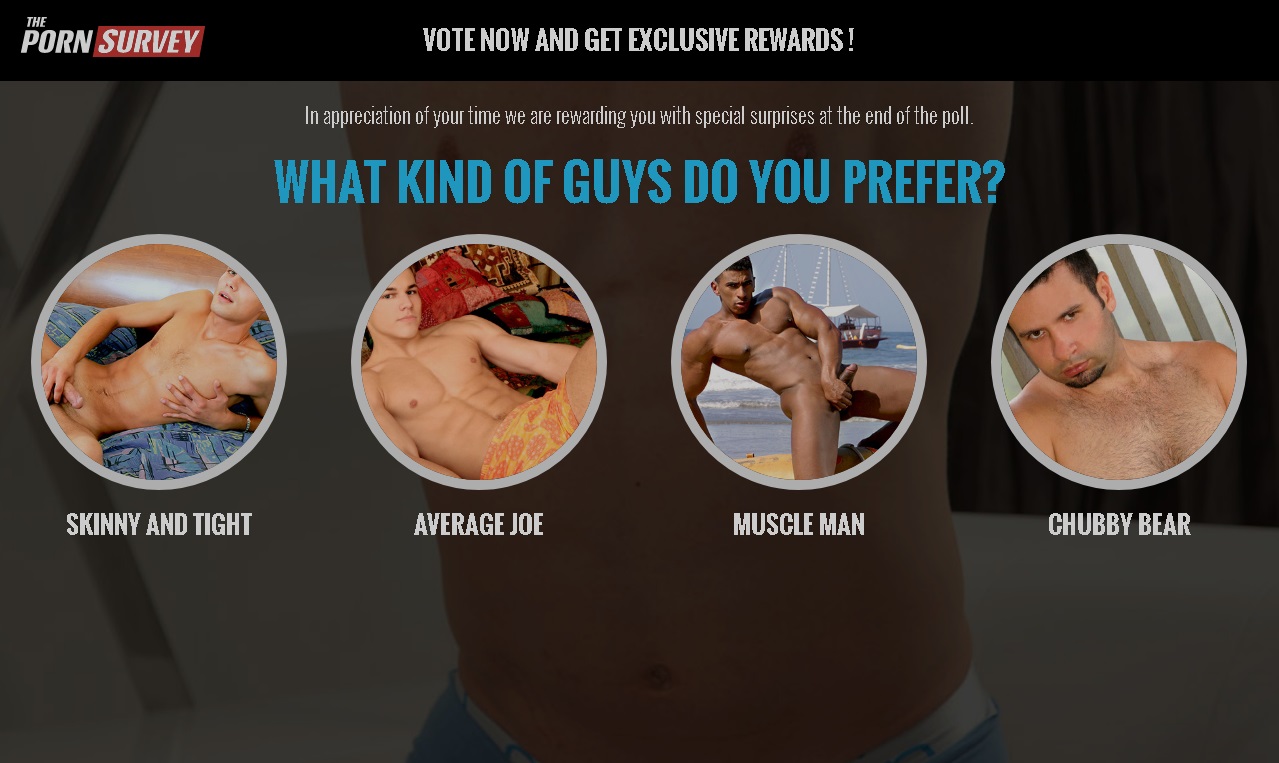 THE
PORN SURVEY
VOTE NOW AND GET EXCLUSIVE REWARDS !
In appreciation of your time we are rewarding you with special surprises at the end of the poll.
WHAT KIND OF GUYS DO YOU PREFER?
SKINNY AND TIGHT
AVERAGE JOE
MUSCLE MAN
CHUBBY BEAR